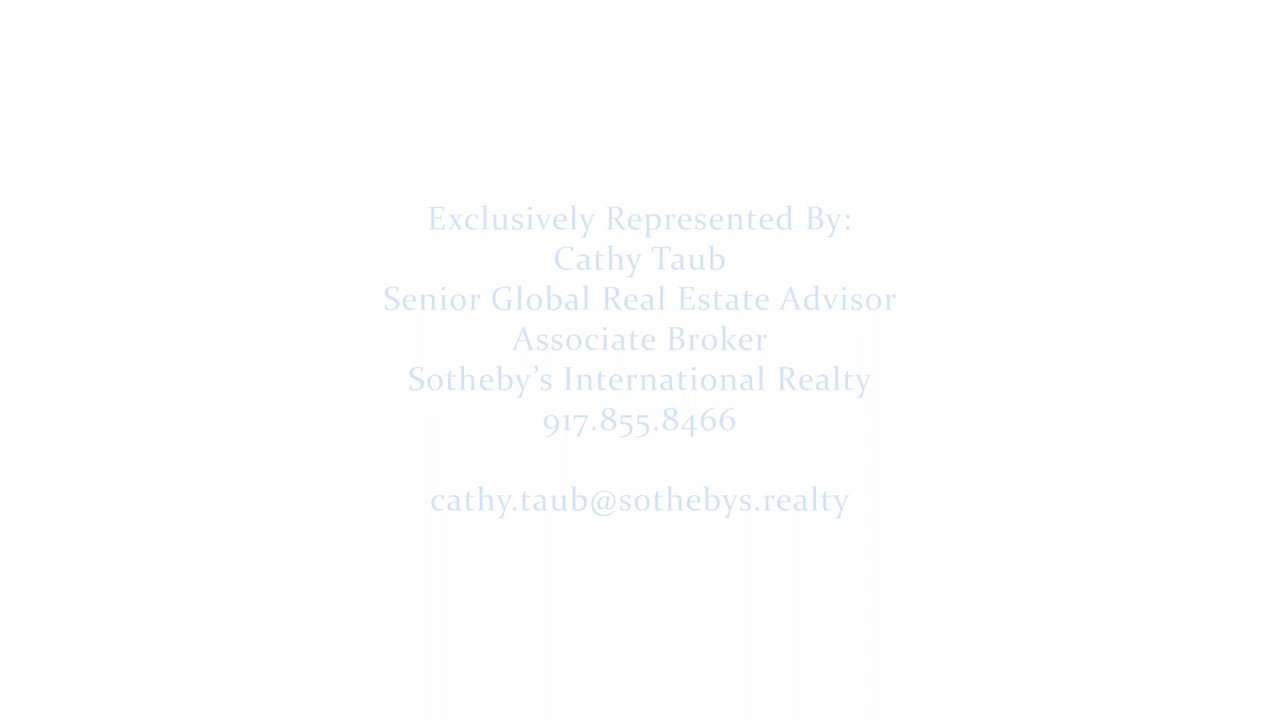 Exclusively Represented By:
Cathy Taub
Senior Global Real Estate Advisor
Associate Broker
Sotheby’s International Realty
917.855.8466
cathy.taub@sothebys.realty